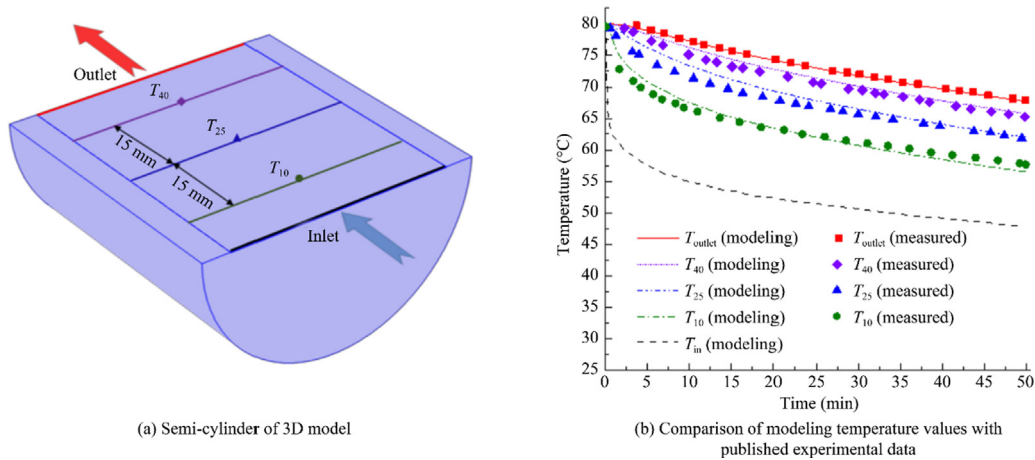 Outlet
T40
T25
15 mm
T10
15 mm
Inlet
(a) Semi-cylinder of 3D model
80
75
70
65
60
55
50
45
40
35
30
25
Temperature (°C)
Toutlet (modeling)
Toutlet (measured)
T40 (modeling)
T40 (measured)
T25 (modeling)
T25 (measured)
T10 (modeling)
T10 (measured)
Tin (modeling)
0 5 10 15 20 25 30 35 40 45 50
Time (min)
(b) Comparison of modeling temperature values with
published experimental data